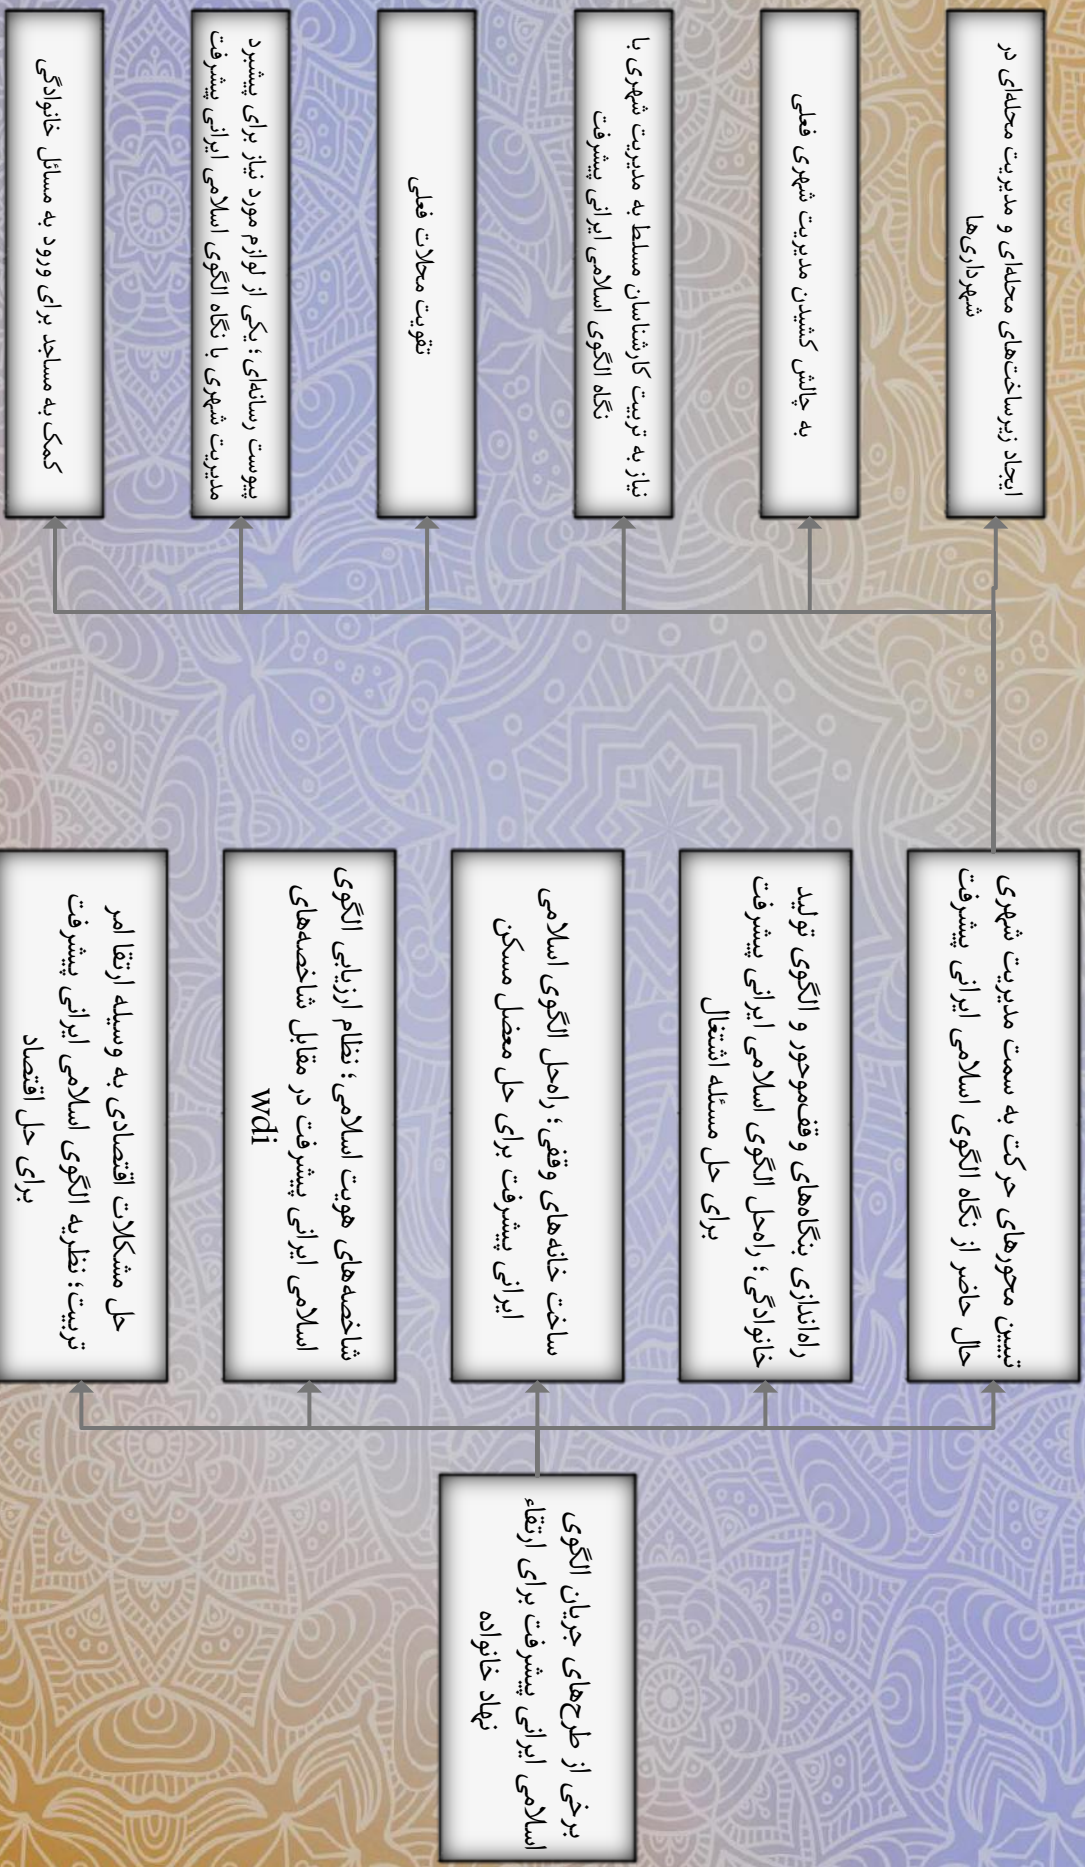 برخی از طرح‌های جریان الگوی
اسلامی ایرانی پیشرفت برای ارتقاء
نهاد خانواده
تبیین محورهای حرکت به سمت مدیریت شهری
حال حاضر از نگاه الگوی اسلامی ایرانی پیشرفت
راه‌اندازی بنگاه‌های وقف‌موحور و الگوی تولید
خانوادگی؛ راه‌حل الگوی اسلامی ایرانی پیشرفت
برای حل مسئله اشتغال
ساخت خانه‌های وقفی؛ راه‌حل الگوی اسلامی
ایرانی پیشرفت برای حل معضل مسکن
شاخصه‌های هویت اسلامی؛ نظام ارزیابی الگوی
اسلامی ایرانی پیشرفت در مقابل شاخصه‌های
wdi
حل مشکلات اقتصادی به وسیله ارتقا امر
تربیت؛ نظریه الگوی اسلامی ایرانی پیشرفت
برای حل اقتصاد
ایجاد زیرساخت‌های محله‌ای و مدیریت محله‌ای در
شهرداری‌ها
به چالش کشیدن مدیریت شهری فعلی
نیاز به تربیت کارشناسان مسلط به مدیریت شهری با
نگاه الگوی اسلامی ایرانی پیشرفت
تقویت محلات فعلی
پیوست رسانه‌ای؛ یکی از لوازم مورد نیاز برای پیشبرد
مدیریت شهری با نگاه الگوی اسلامی ایرانی پیشرفت
کمک به مساجد برای ورود به مسائل خانوادگی